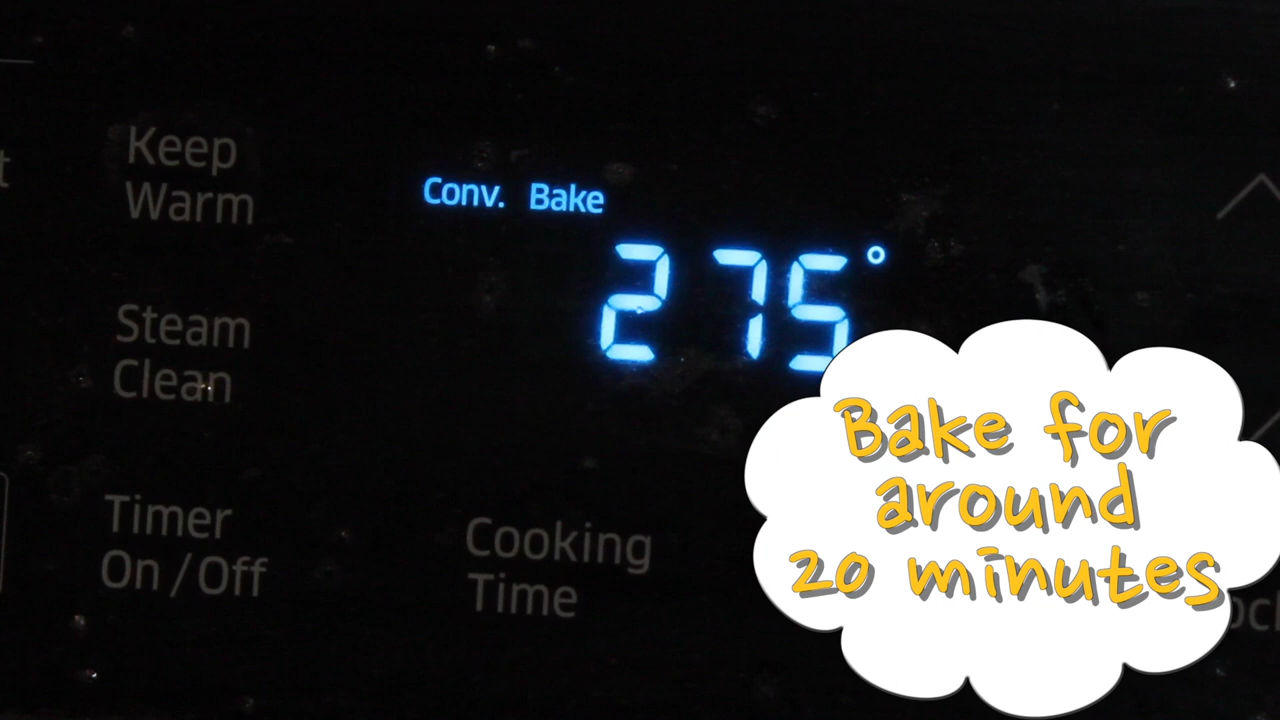 Keep
Warm
Conv. Bake
275°
Steam
Clean
Timer
On/Off
Cooking
Time
Bake for
around
20 minutes